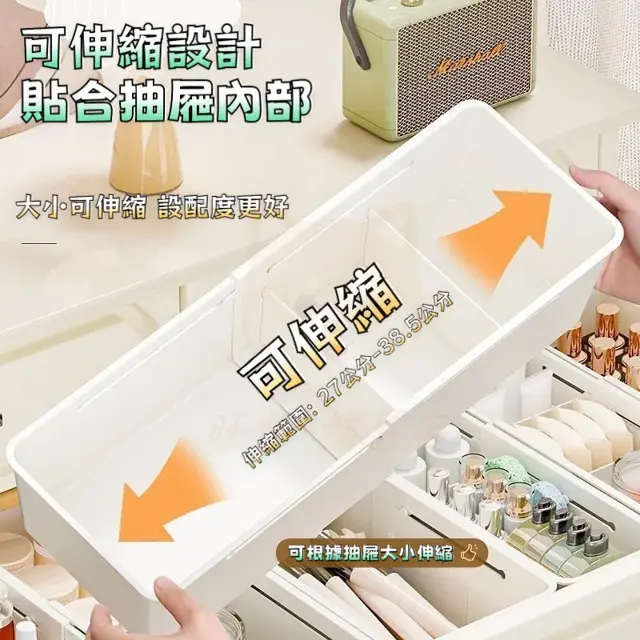 可伸縮設計
貼合抽屜內部
大小可伸縮 設配度更好
可伸縮
伸縮範圍：27公分-38.5公分
可根據抽屜大小伸縮